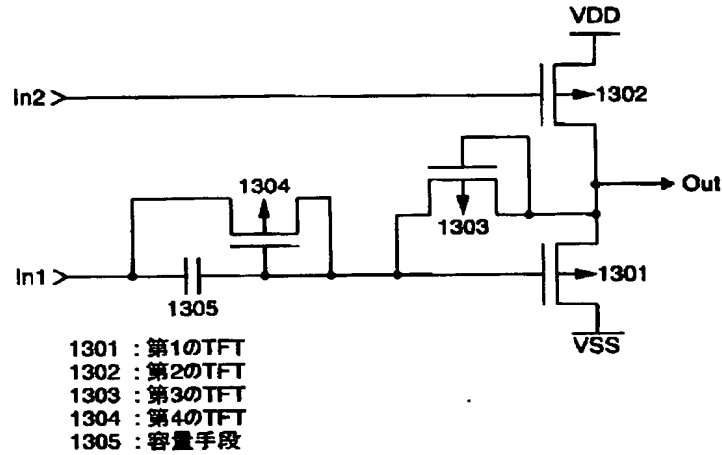 VDD
In2
1302
1304
1303
Out
In1
1305
1301
VSS
1301 : 第1のTFT
1302 : 第2のTFT
1303 : 第3のTFT
1304 : 第4のTFT
1305 : 容量手段